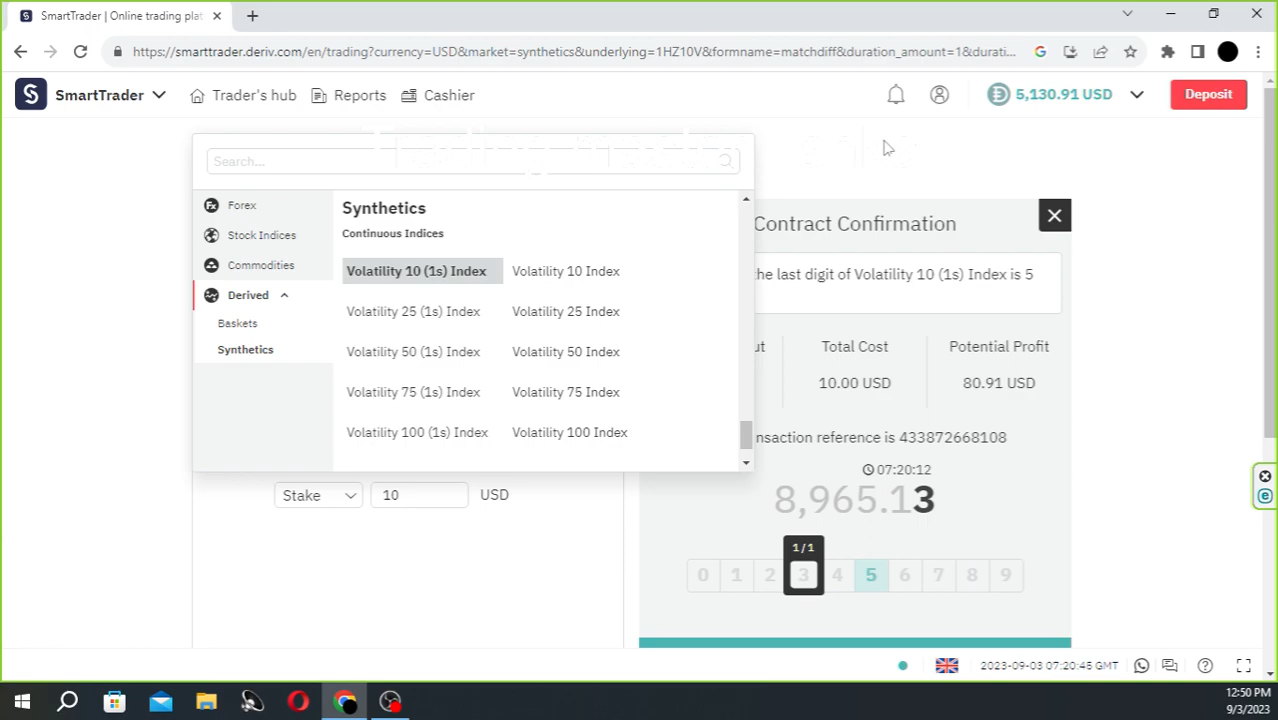 SmartTrader | Online trading plat
https://smarttrader.deriv.com/en/trading?currency=USD&market=synthetics&underlying=1HZ10V&formname=matchdiff&duration_amount=1&durati...
SmartTrader
Trader's hub
Reports
Cashier
5,130.91 USD
Deposit
Search...
Forex
Stock Indices
Commodities
Derived
Baskets
Synthetics
Synthetics
Continuous Indices
Volatility 10 (1s) Index
Volatility 10 Index
Volatility 25 (1s) Index
Volatility 25 Index
Volatility 50 (1s) Index
Volatility 50 Index
Volatility 75 (1s) Index
Volatility 75 Index
Volatility 100 (1s) Index
Volatility 100 Index
Stake
10
USD
Contract Confirmation
the last digit of Volatility 10 (1s) Index is 5
ut
Total Cost
Potential Profit
10.00 USD
80.91 USD
nsaction reference is 433872668108
07:20:12
8,965.13
1/1
0 1 2 3 4 5 6 7 8 9
2023-09-03 07:20:45 GMT
12:50 PM
9/3/2023